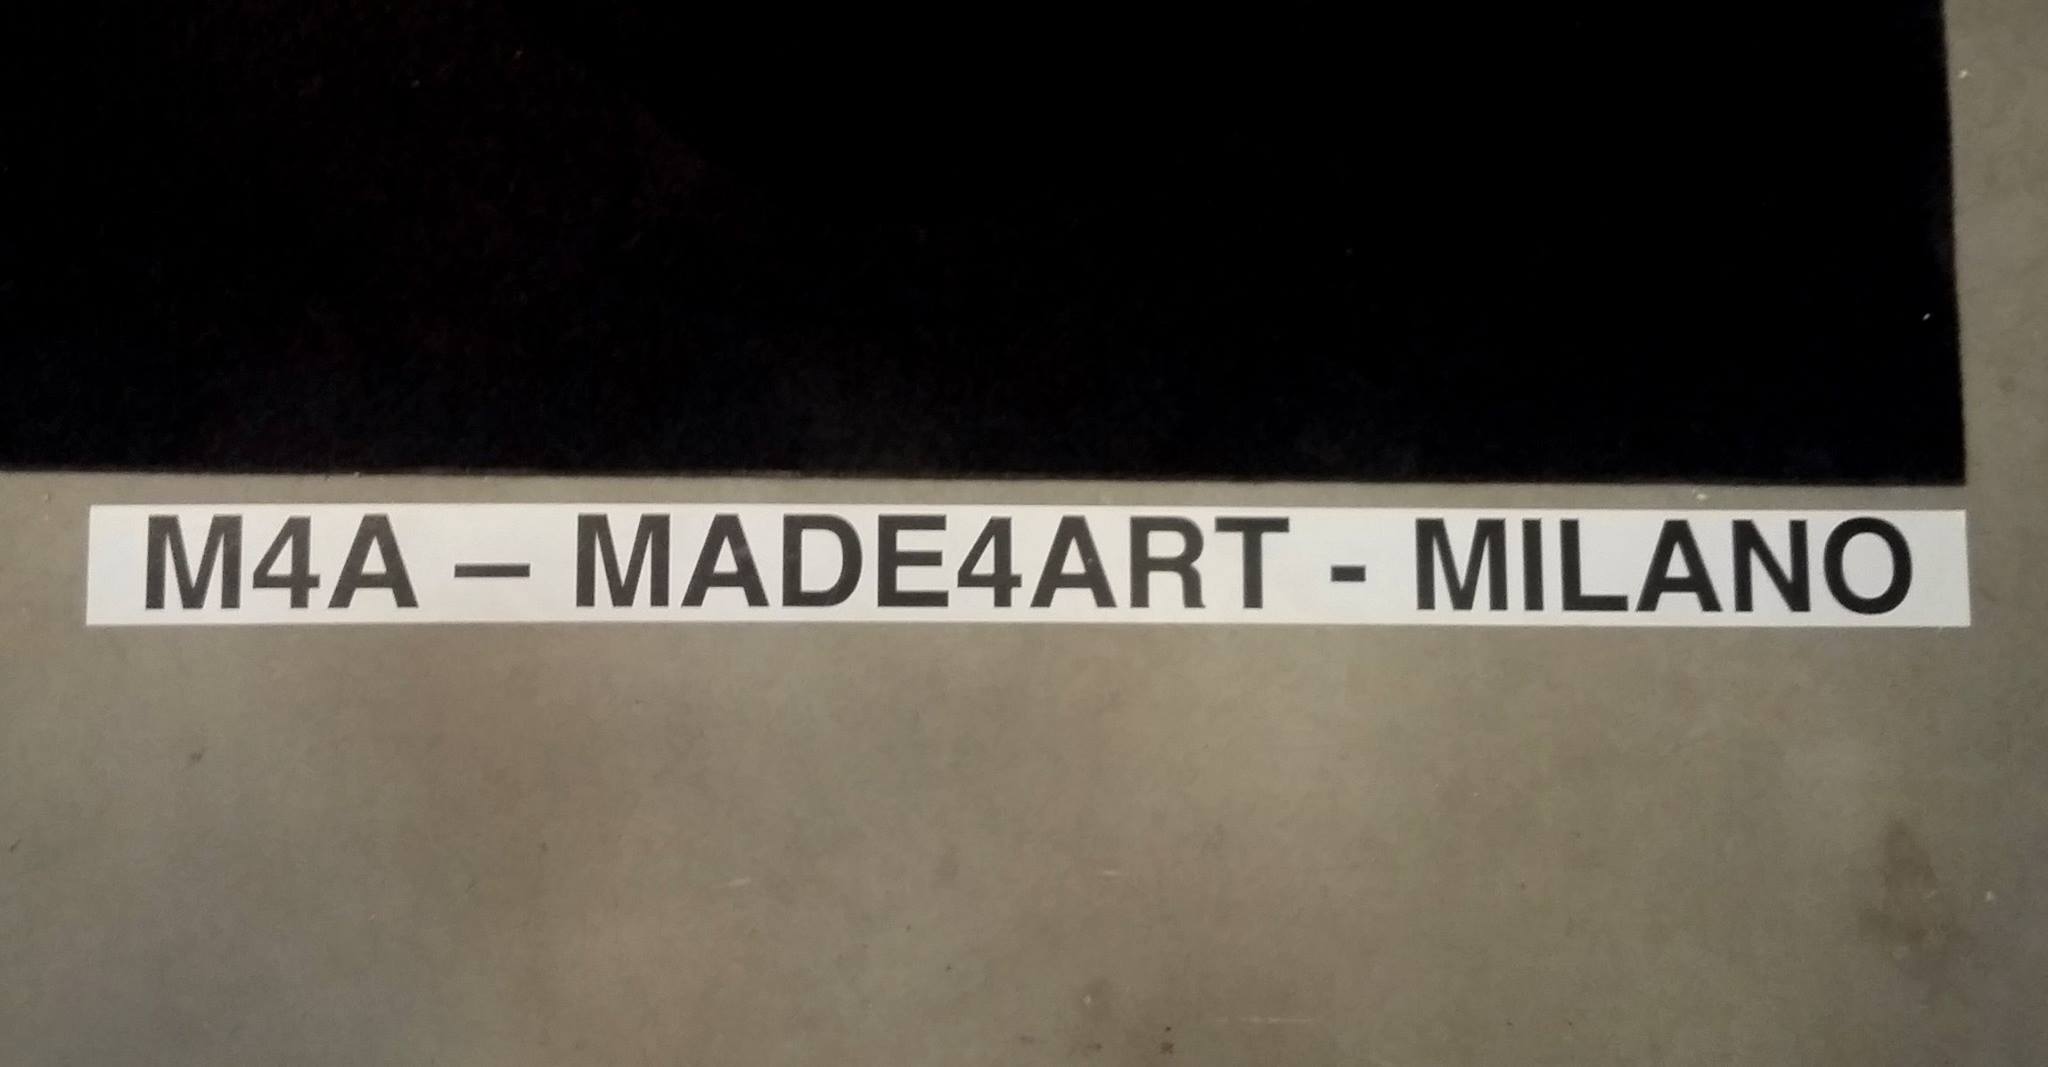 M4A – MADE4ART - MILANO